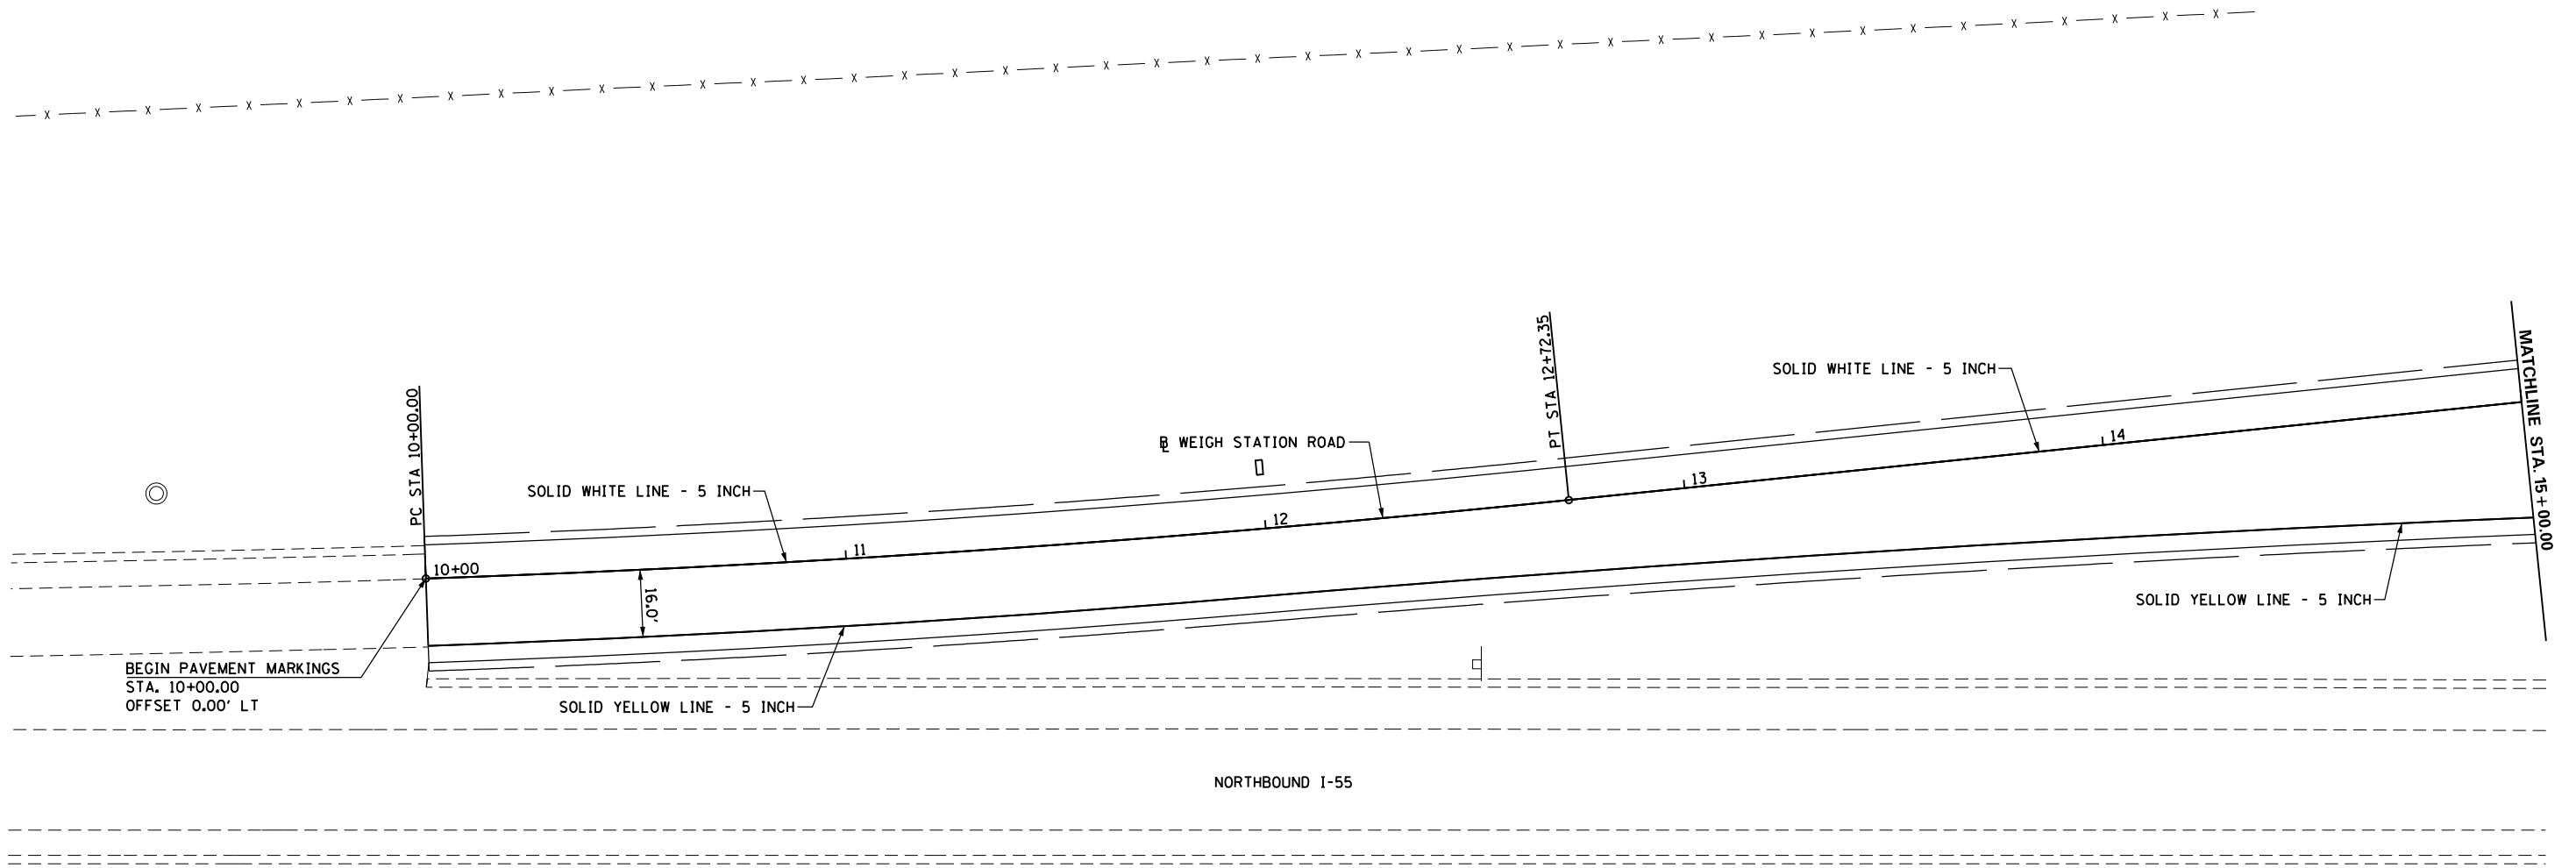 PC STA 10+00.00
PT STA 12+72.35
MATCHLINE STA. 15+00.00
SOLID WHITE LINE - 5 INCH
℄ WEIGH STATION ROAD
SOLID WHITE LINE - 5 INCH
10+00
11
12
13
14
16.0'
BEGIN PAVEMENT MARKINGS
STA. 10+00.00
OFFSET 0.00' LT
SOLID YELLOW LINE - 5 INCH
SOLID YELLOW LINE - 5 INCH
NORTHBOUND I-55